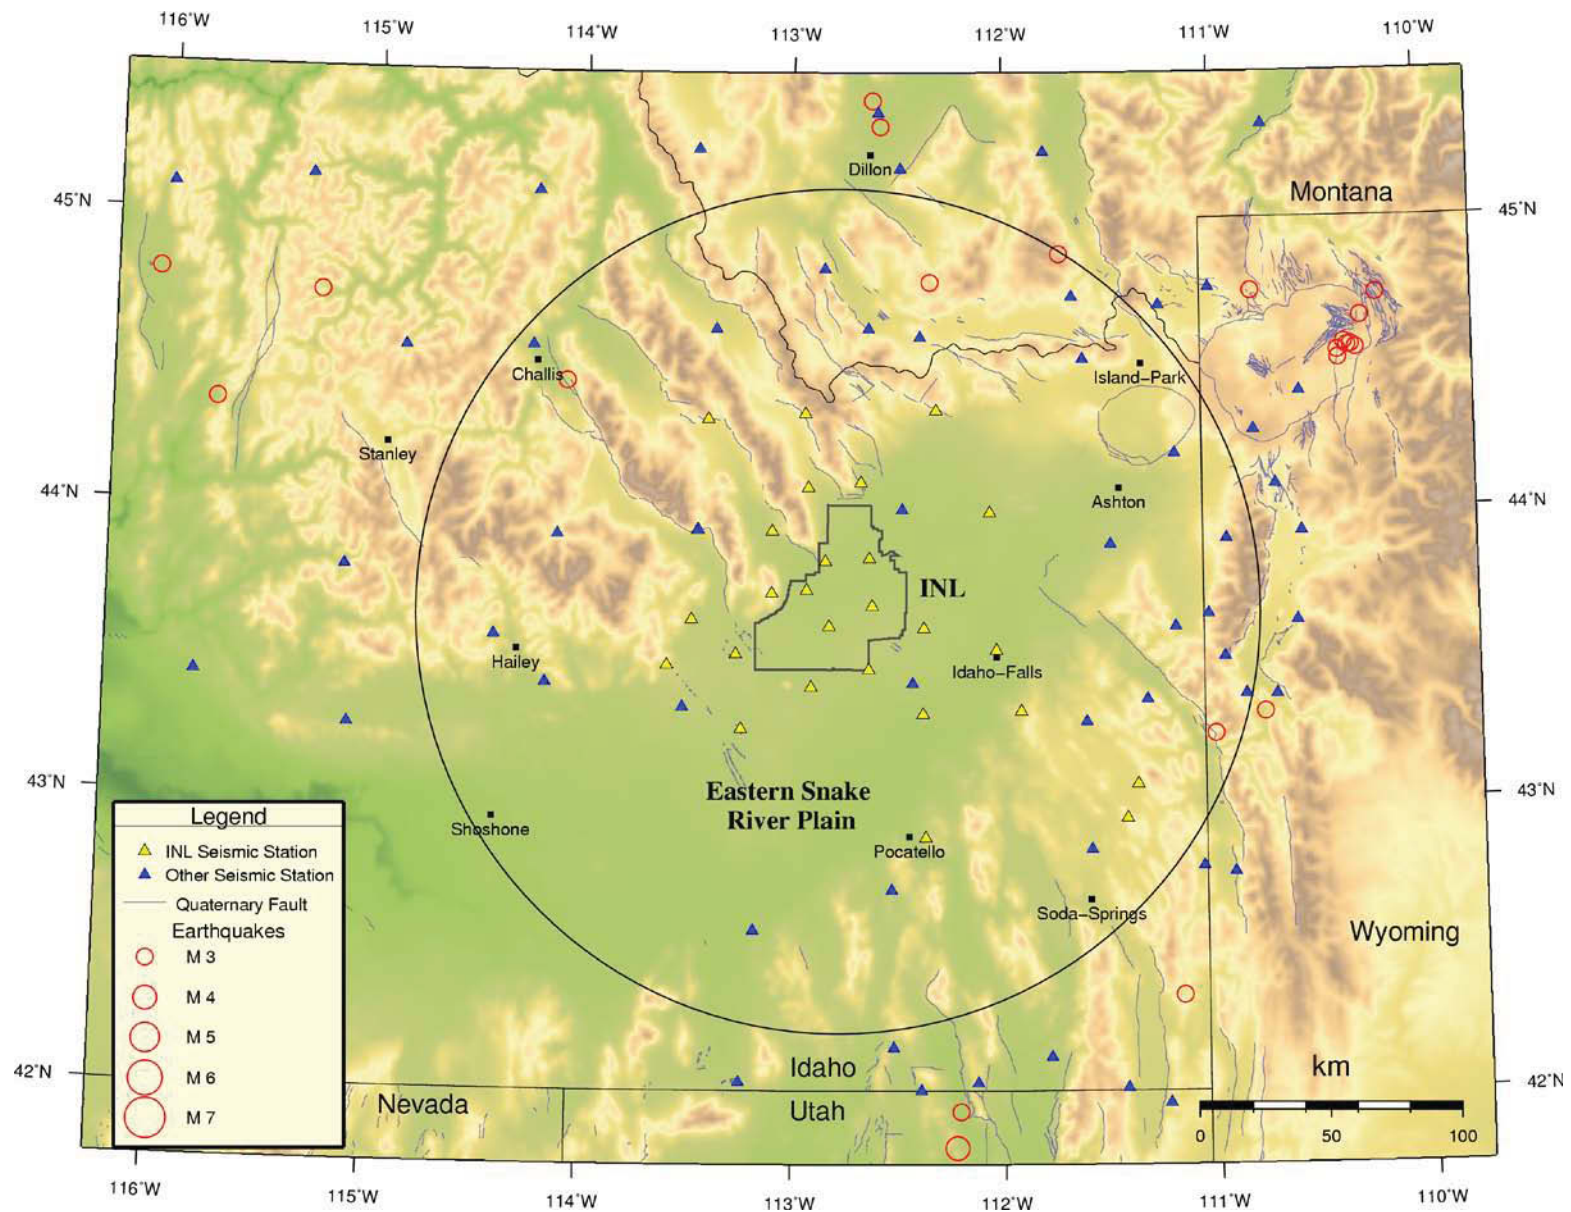 116°W
115°W
114°W
113°W
112°W
111°W
110°W
Dillon
Montana
45°N
45°N
Challis
Island-Park
Stanley
44°N
44°N
Ashton
INL
Hailey
Idaho-Falls
43°N
43°N
Eastern Snake
River Plain
Shoshone
Pocatello
Soda-Springs
Wyoming
Legend
INL Seismic Station
Other Seismic Station
Quaternary Fault
Earthquakes
M 3
M 4
M 5
M 6
M 7
42°N
42°N
Idaho
km
Nevada
Utah
0
50
100
116°W
115°W
114°W
113°W
112°W
111°W
110°W